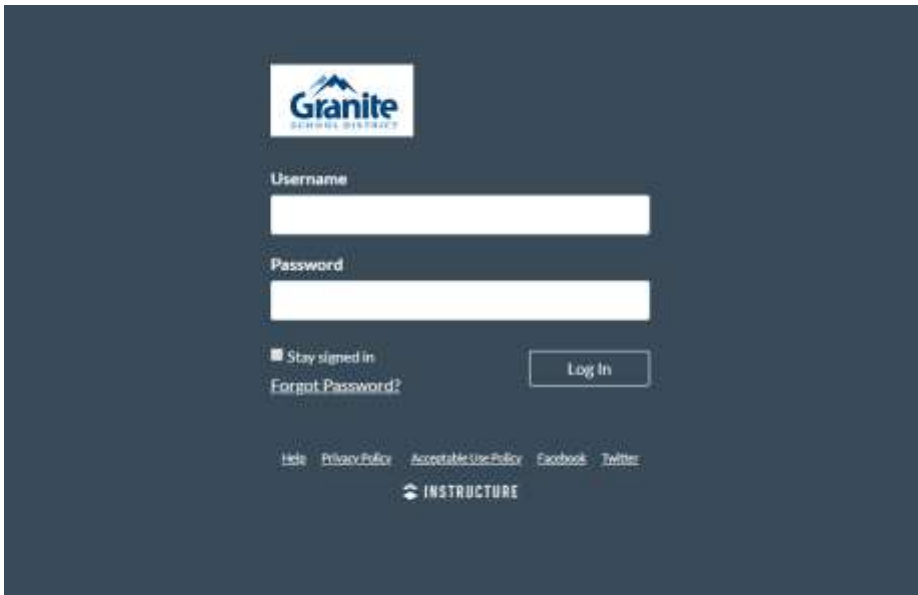 Granite
SCHOOL DISTRICT
Username
Password
Stay signed in
Log In
Forgot Password?
Help Privacy Policy Acceptable Use Policy Facebook Twitter
INSTRUCTURE